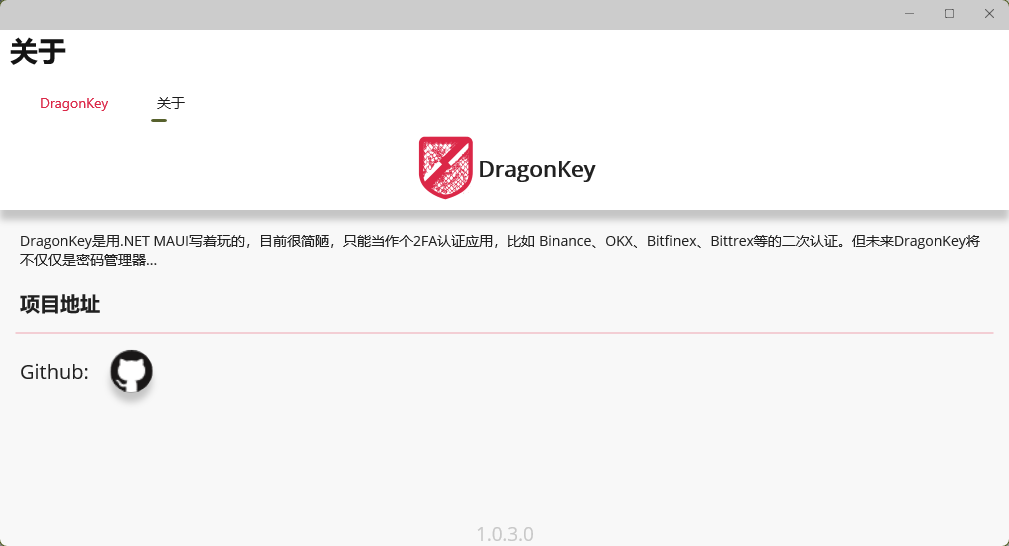 关于
DragonKey 关于
DragonKey
DragonKey是用.NET MAUI写着玩的，目前很简陋，只能当作个2FA认证应用，比如 Binance、OKX、Bitfinex、Bittrex等的二次认证。但未来DragonKey将
不仅仅是密码管理器...
项目地址
Github:
1.0.3.0